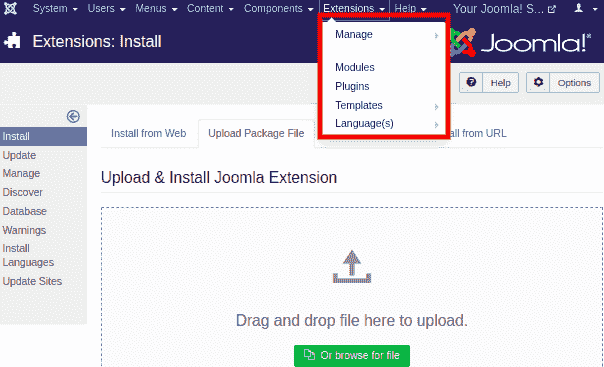 System Users Menus Content Components Extensions Help Your Joomla! S...
Extensions: Install
Joomla!®
Manage
Modules
Plugins
Templates
Language(s)
Help
Options
Install from Web
Upload Package File
all from URL
Install
Update
Manage
Discover
Database
Warnings
Install
Languages
Update Sites
Upload & Install Joomla Extension
Drag and drop file here to upload.
Or browse for file